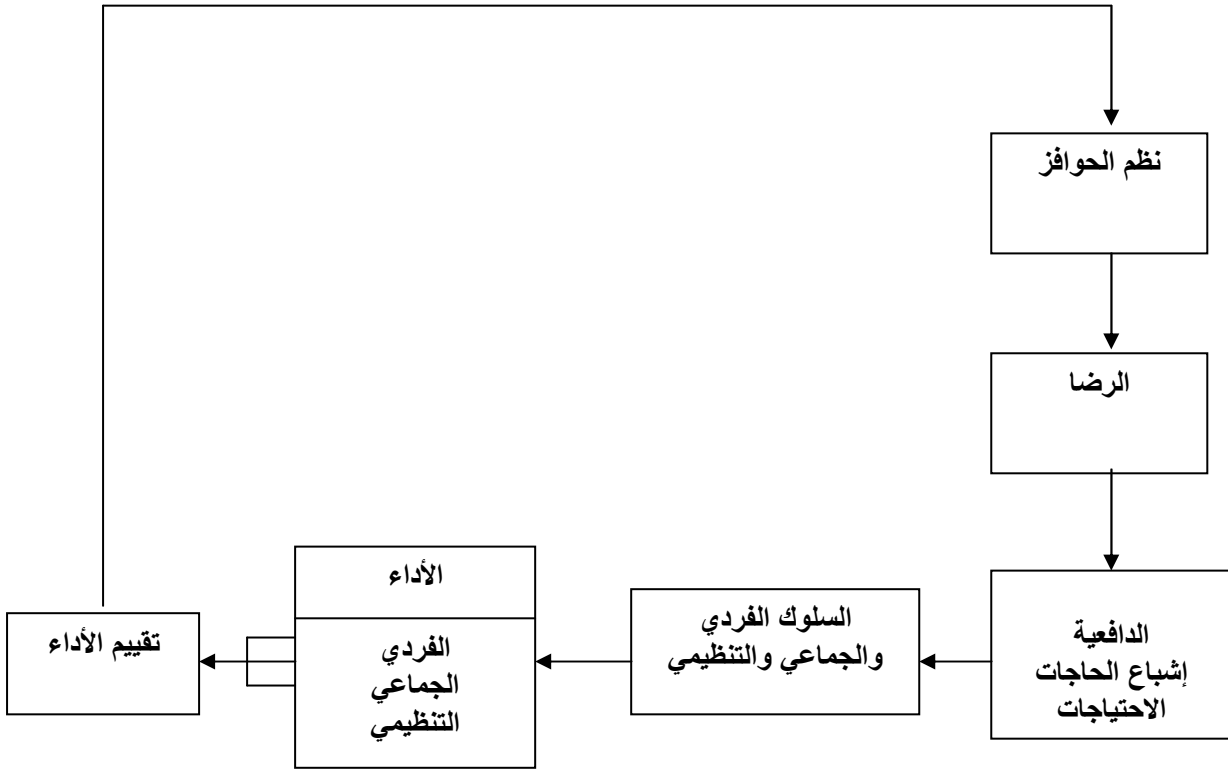 نظم الحوافز
الرضا
الدافعية
إشباع الحاجات
الاحتياجات
السلوك الفردي
والجماعي والتنظيمي
الأداء
الفردي
الجماعي
التنظيمي
تقييم الأداء